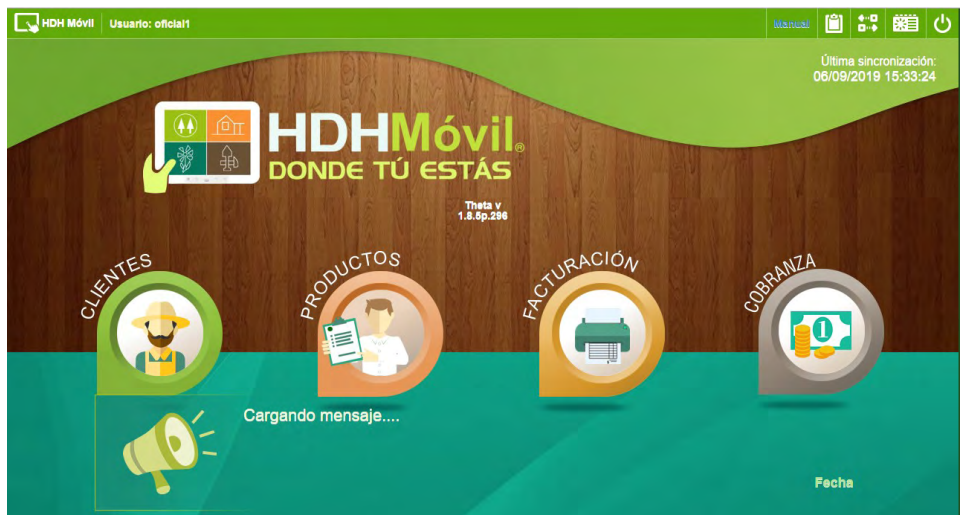 HDH Móvil
Usuario: oficial1
Manual
Última sincronización:
06/09/2019 15:33:24
HDHMóvil®
DONDE TÚ ESTÁS
Theta v
1.8.5p.296
CLIENTES
PRODUCTOS
FACTURACIÓN
COBRANZA
1
Cargando mensaje....
Fecha